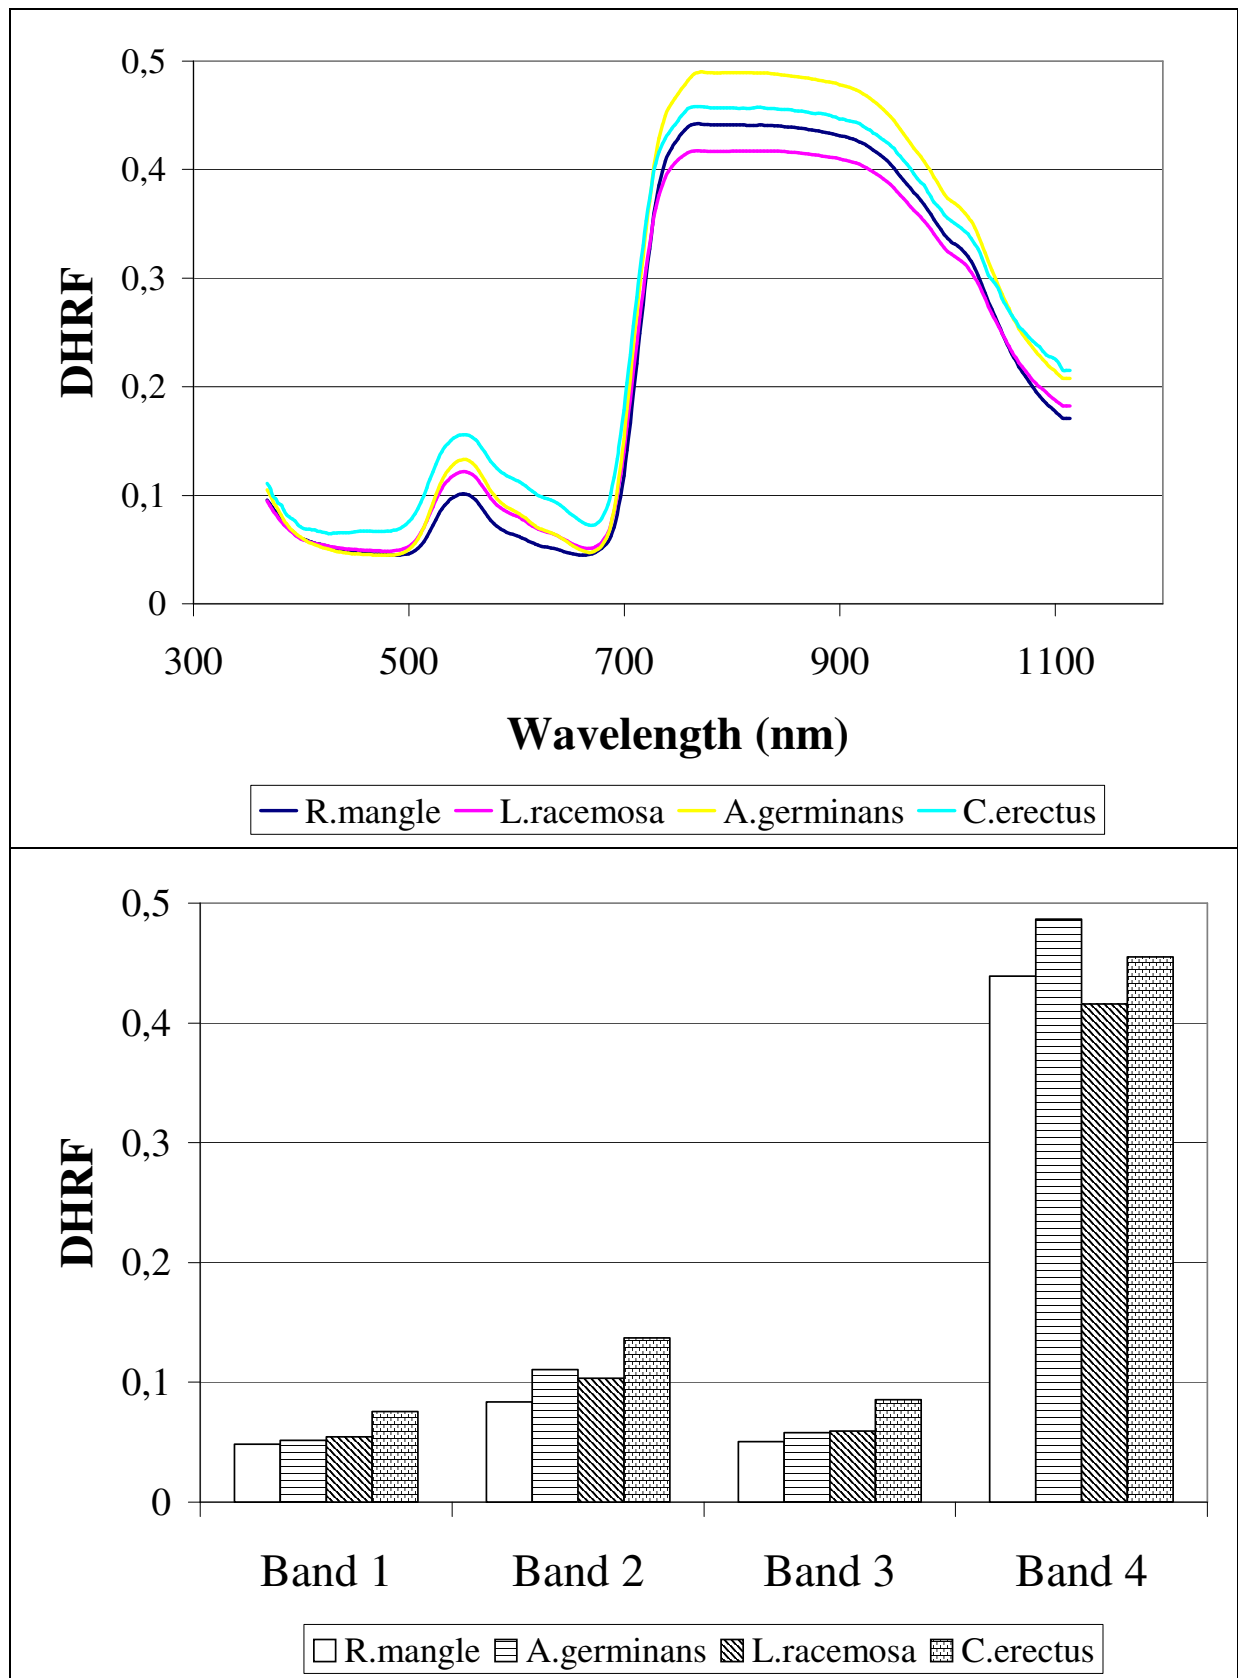 0,5
0,4
0,3
0,2
0,1
0
DHRF
300 500 700 900 1100
Wavelength (nm)
R.mangle L.racemosa A.germinans C.erectus
0,5
0,4
0,3
0,2
0,1
0
DHRF
Band 1 Band 2 Band 3 Band 4
R.mangle A.germinans L.racemosa C.erectus